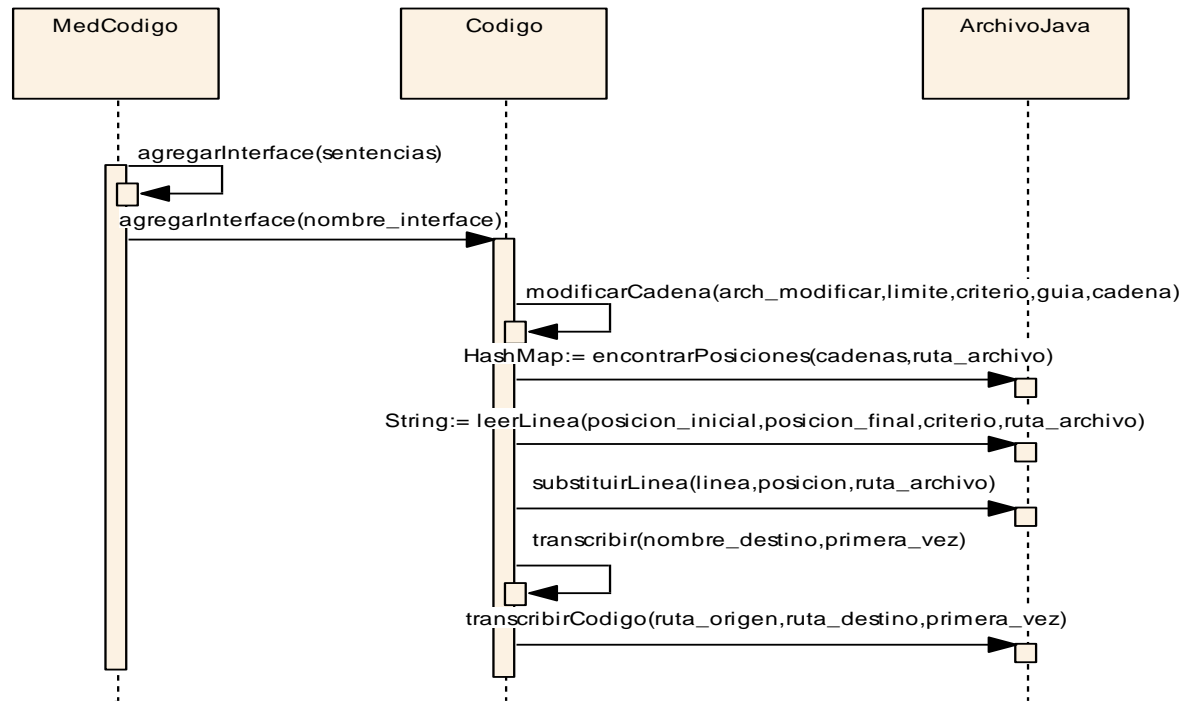 MedCodigo
Codigo
ArchivoJava
agregarInterface(sentencias)
agregarInterface(nombre_interface)
modificarCadena(arch_modificar,limite,criterio,guia,cadena)
HashMap:= encontrarPosiciones(cadenas,ruta_archivo)
String:= leerLinea(posicion_inicial,posicion_final,criterio,ruta_archivo)
substituirLinea(linea,posicion,ruta_archivo)
transcribir(nombre_destino,primera_vez)
transcribirCodigo(ruta_origen,ruta_destino,primera_vez)